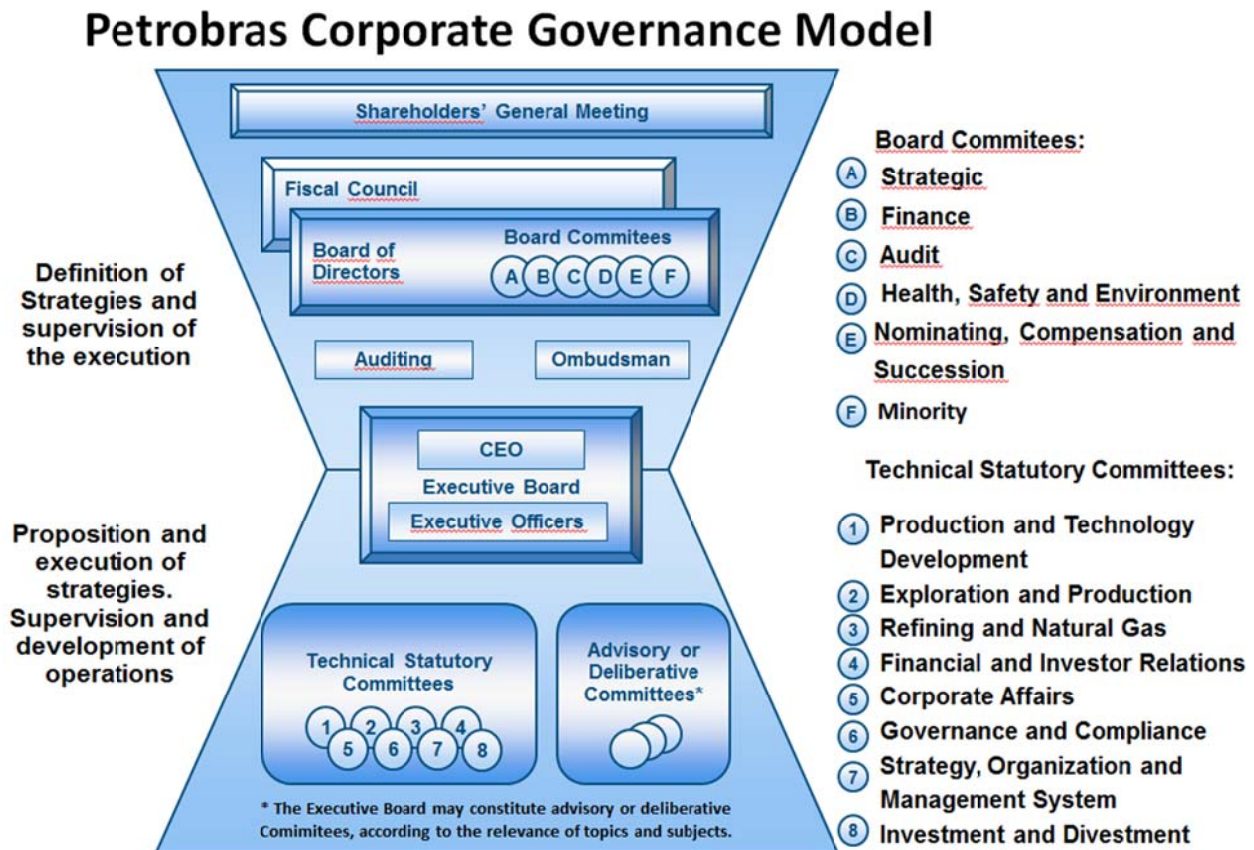 Petrobras Corporate Governance Model
Shareholders’ General Meeting
Fiscal Council
Board of
Directors
Board Commitees
A B C D E F
Auditing
Ombudsman
CEO
Executive Board
Executive Officers
Technical Statutory
Committees
1 2 3 4
5 6 7 8
Advisory or
Deliberative
Committees*
* The Executive Board may constitute advisory or deliberative
Comimitees, according to the relevance of topics and subjects.
Definition of
Strategies and
supervision of
the execution
Proposition and
execution of
strategies.
Supervision and
development of
operations
Board Commitees:
A Strategic
B Finance
C Audit
D Health, Safety and Environment
E Nominating, Compensation and
Succession
F Minority
Technical Statutory Committees:
1 Production and Technology
Development
2 Exploration and Production
3 Refining and Natural Gas
4 Financial and Investor Relations
5 Corporate Affairs
6 Governance and Compliance
7 Strategy, Organization and
Management System
8 Investment and Divestment